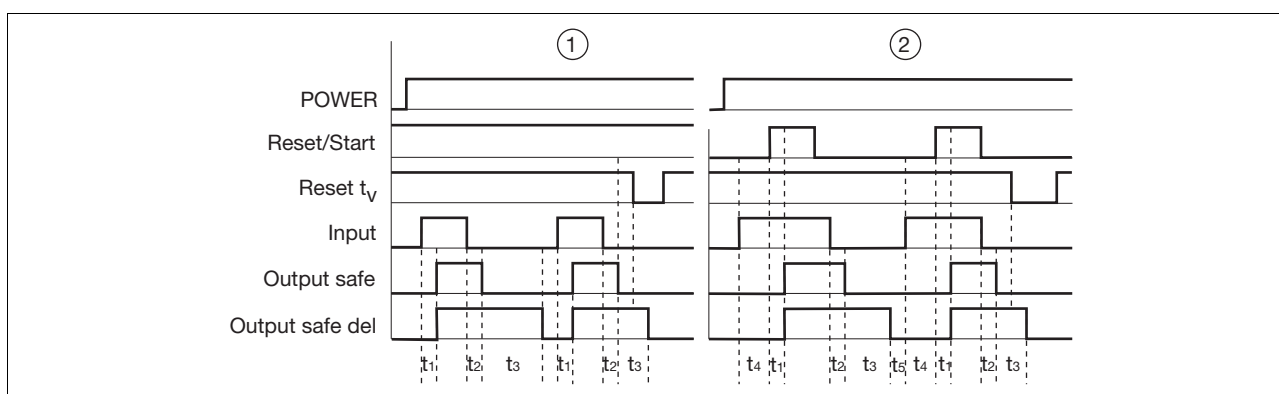 ① ②
POWER
Reset/Start
Reset tV
Input
Output safe
Output safe del
t1 t2 t3 t1 t2 t3 t4 t1 t2 t3 t5 t4 t1 t2 t3